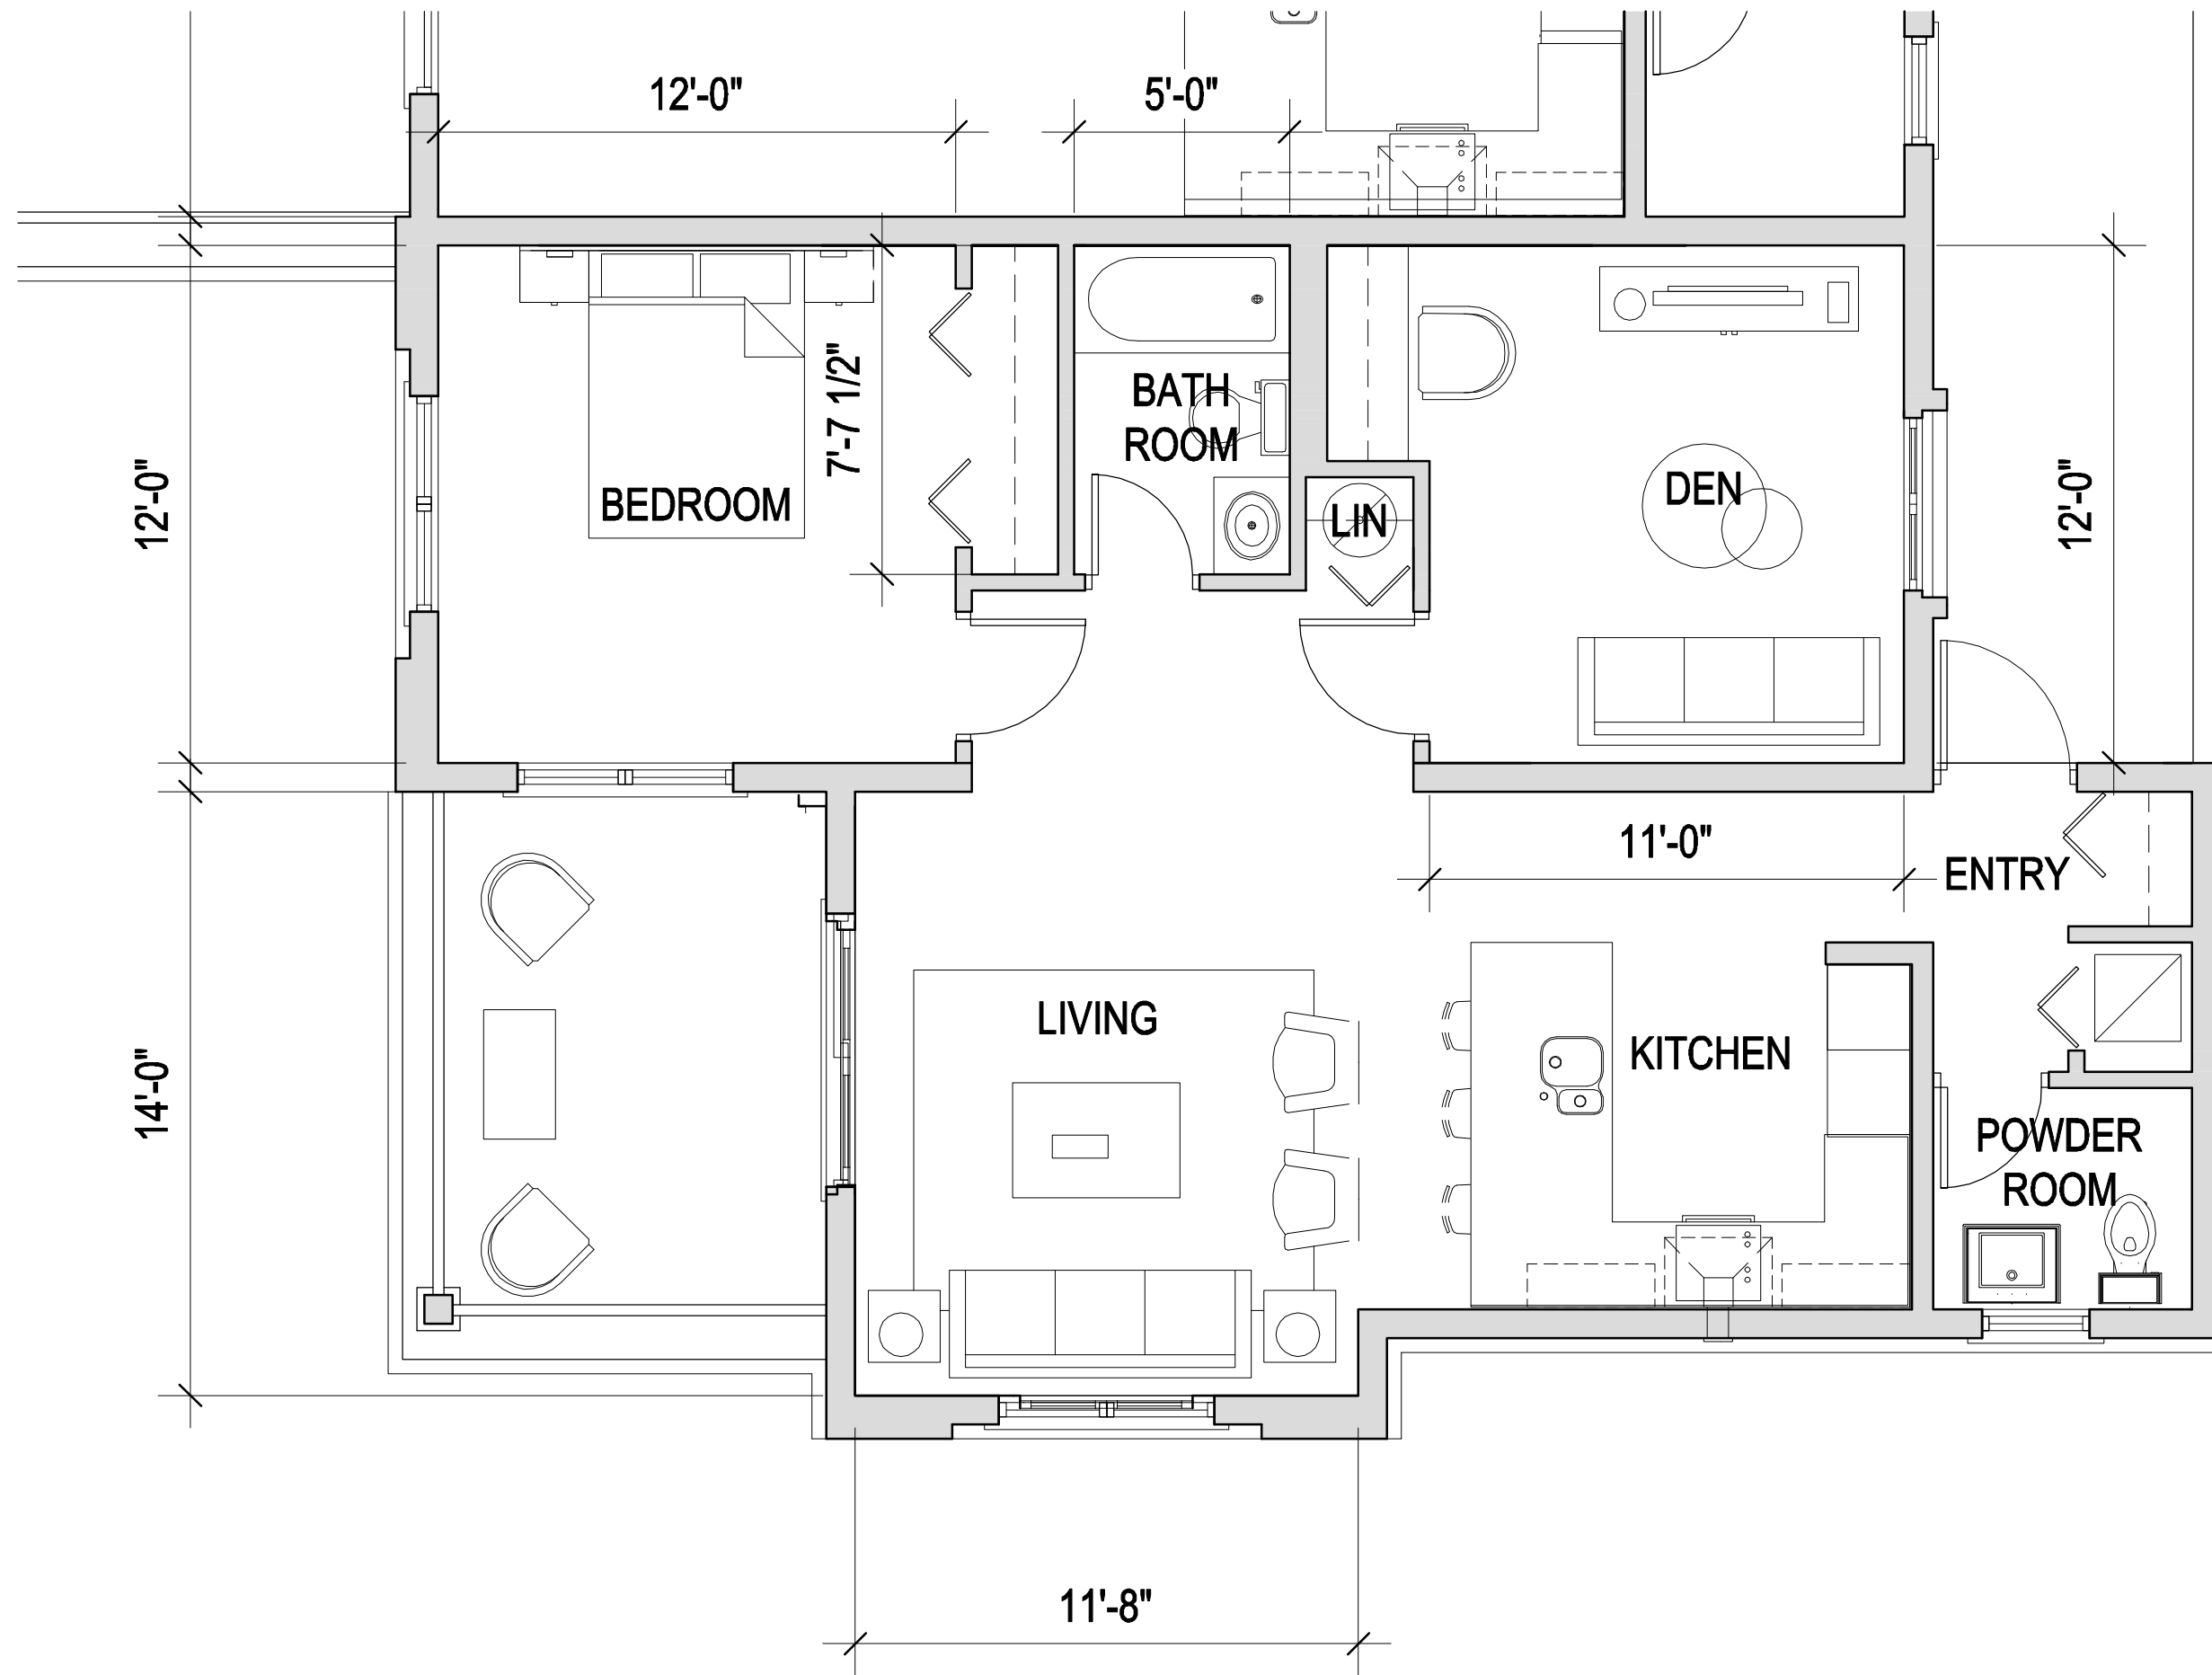 12'-0"
5'-0"
7'-7 1/2"
BATH
ROOM
12'-0"
BEDROOM
LIN
DEN
12'-0"
11'-0"
ENTRY
14'-0"
LIVING
KITCHEN
POWDER
ROOM
11'-8"